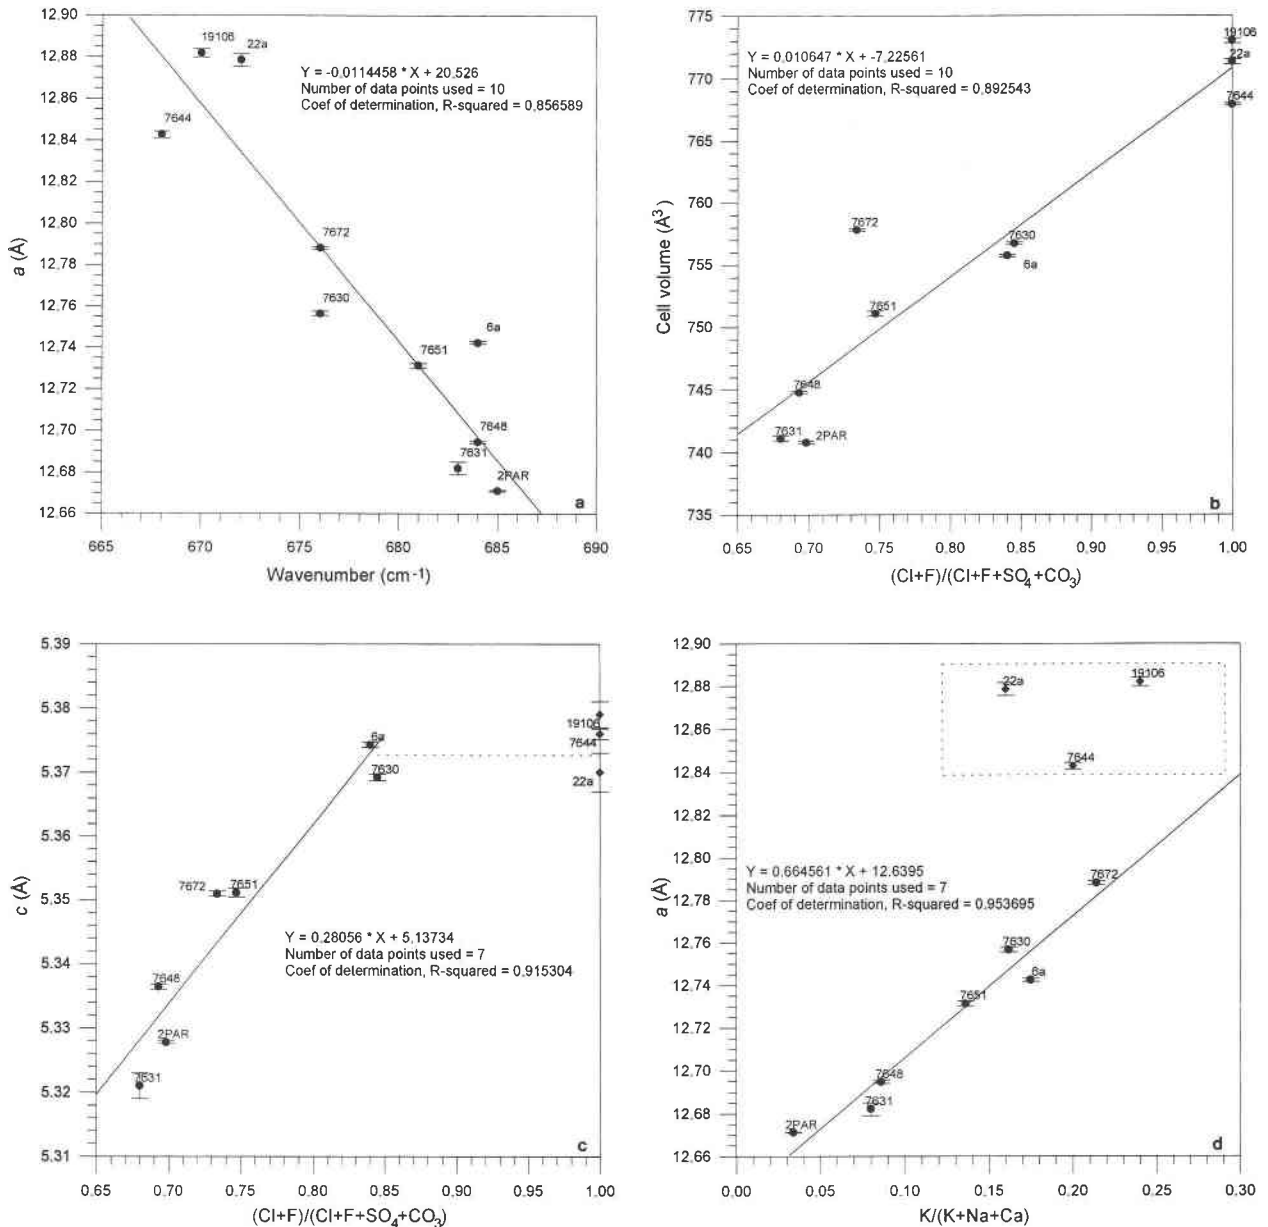 12,90
12,88
12,86
12,84
12,82
12,80
12,78
12,76
12,74
12,72
12,70
12,68
12,66
a (Å)
19106
22a
7644
7672
7630
6a
7651
7648
7631
2PAR
Y = -0,0114458 * X + 20,526
Number of data points used = 10
Coef of determination, R-squared = 0,856589
a
665 670 675 680 685 690
Wavenumber (cm-1)
775
770
765
760
755
750
745
740
735
Cell volume (Å3)
Y = 0,010647 * X + -7,22561
Number of data points used = 10
Coef of determination, R-squared = 0,892543
19106
22a
7644
7672
7630
6a
7651
7648
7631
2PAR
b
0,65 0,70 0,75 0,80 0,85 0,90 0,95 1,00
(Cl+F)/(Cl+F+SO4+CO3)
5,39
5,38
5,37
5,36
5,35
5,34
5,33
5,32
5,31
c (Å)
19106
6a
7644
7630
22a
7672
7651
Y = 0,28056 * X + 5,13734
Number of data points used = 7
Coef of determination, R-squared = 0,915304
7648
2PAR
7631
c
0,65 0,70 0,75 0,80 0,85 0,90 0,95 1,00
(Cl+F)/(Cl+F+SO4+CO3)
12,90
12,88
12,86
12,84
12,82
12,80
12,78
12,76
12,74
12,72
12,70
12,68
12,66
a (Å)
22a
19106
7644
Y = 0,664561 * X + 12,6395
Number of data points used = 7
Coef of determination, R-squared = 0,953695
7672
7630
6a
7651
7648
7631
2PAR
d
0.00 0.05 0.10 0.15 0.20 0.25 0.30
K/(K+Na+Ca)